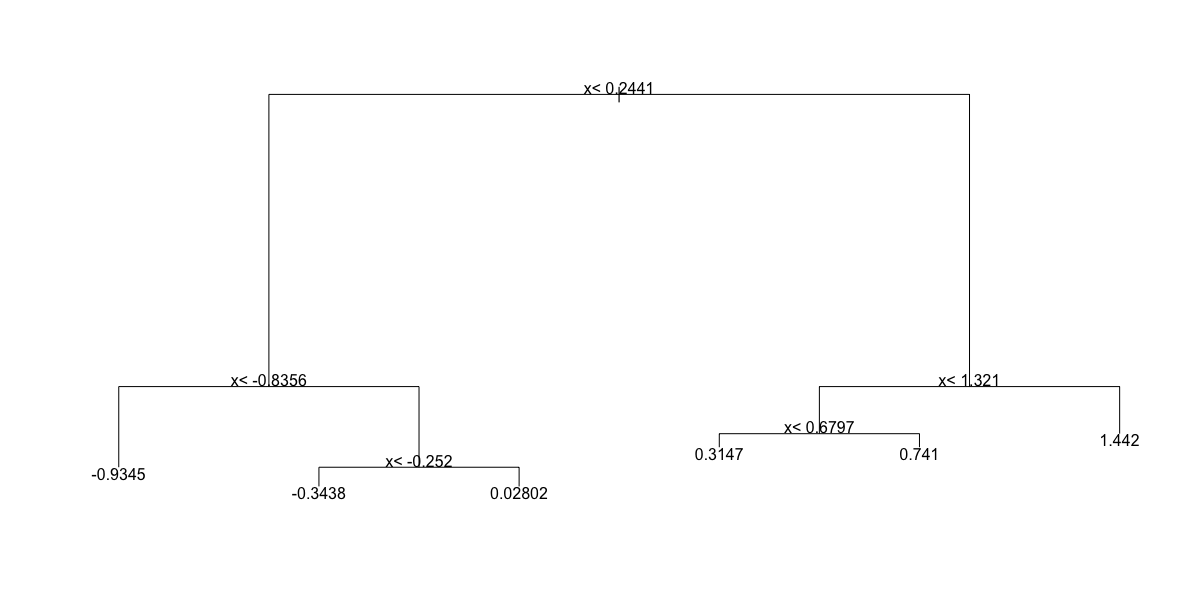 x< 0.2441
x< -0.8356
x< 1.321
x< 0.6797
1.442
0.3147
0.741
x< -0.252
-0.9345
-0.3438
0.02802